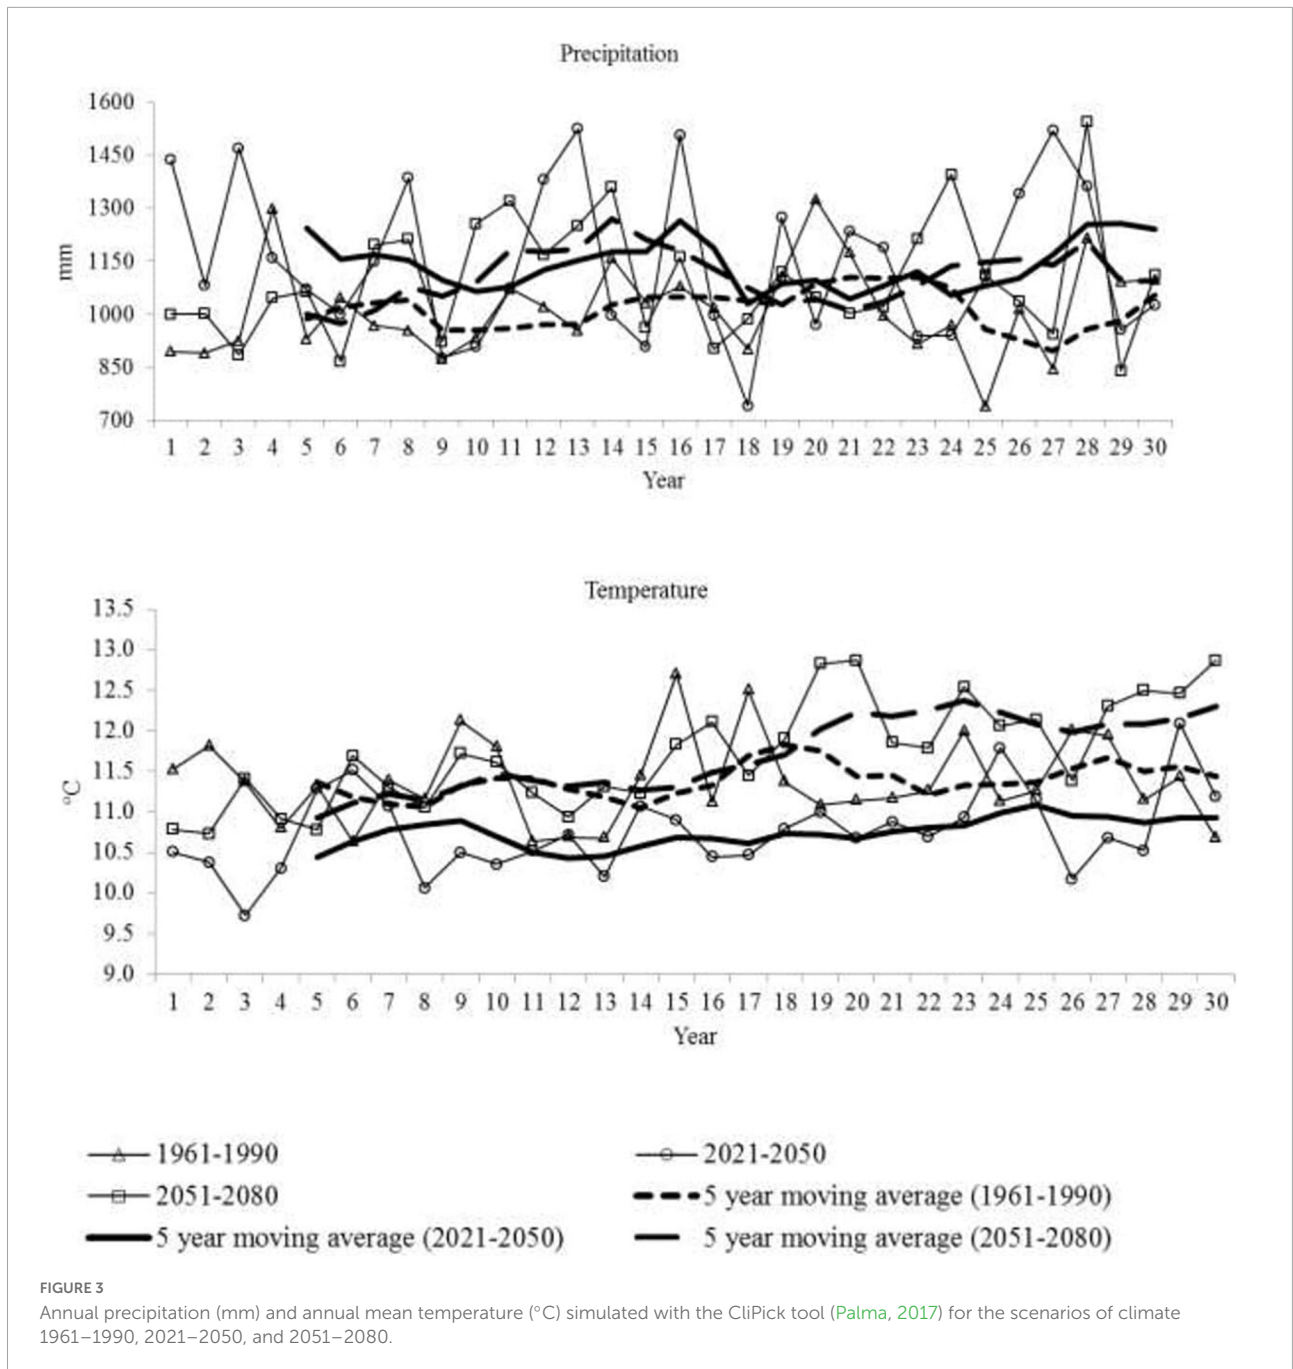 Precipitation
1600
1450
1300
1150
1000
850
700
mm
1 2 3 4 5 6 7 8 9 10 11 12 13 14 15 16 17 18 19 20 21 22 23 24 25 26 27 28 29 30
Year
Temperature
13.5
13.0
12.5
12.0
11.5
11.0
10.5
10.0
9.5
9.0
°C
1 2 3 4 5 6 7 8 9 10 11 12 13 14 15 16 17 18 19 20 21 22 23 24 25 26 27 28 29 30
Year
1961-1990 2021-2050
2051-2080 5 year moving average (1961-1990)
5 year moving average (2021-2050) 5 year moving average (2051-2080)
FIGURE 3
Annual precipitation (mm) and annual mean temperature (°C) simulated with the CliPick tool (Palma, 2017) for the scenarios of climate
1961–1990, 2021–2050, and 2051–2080.